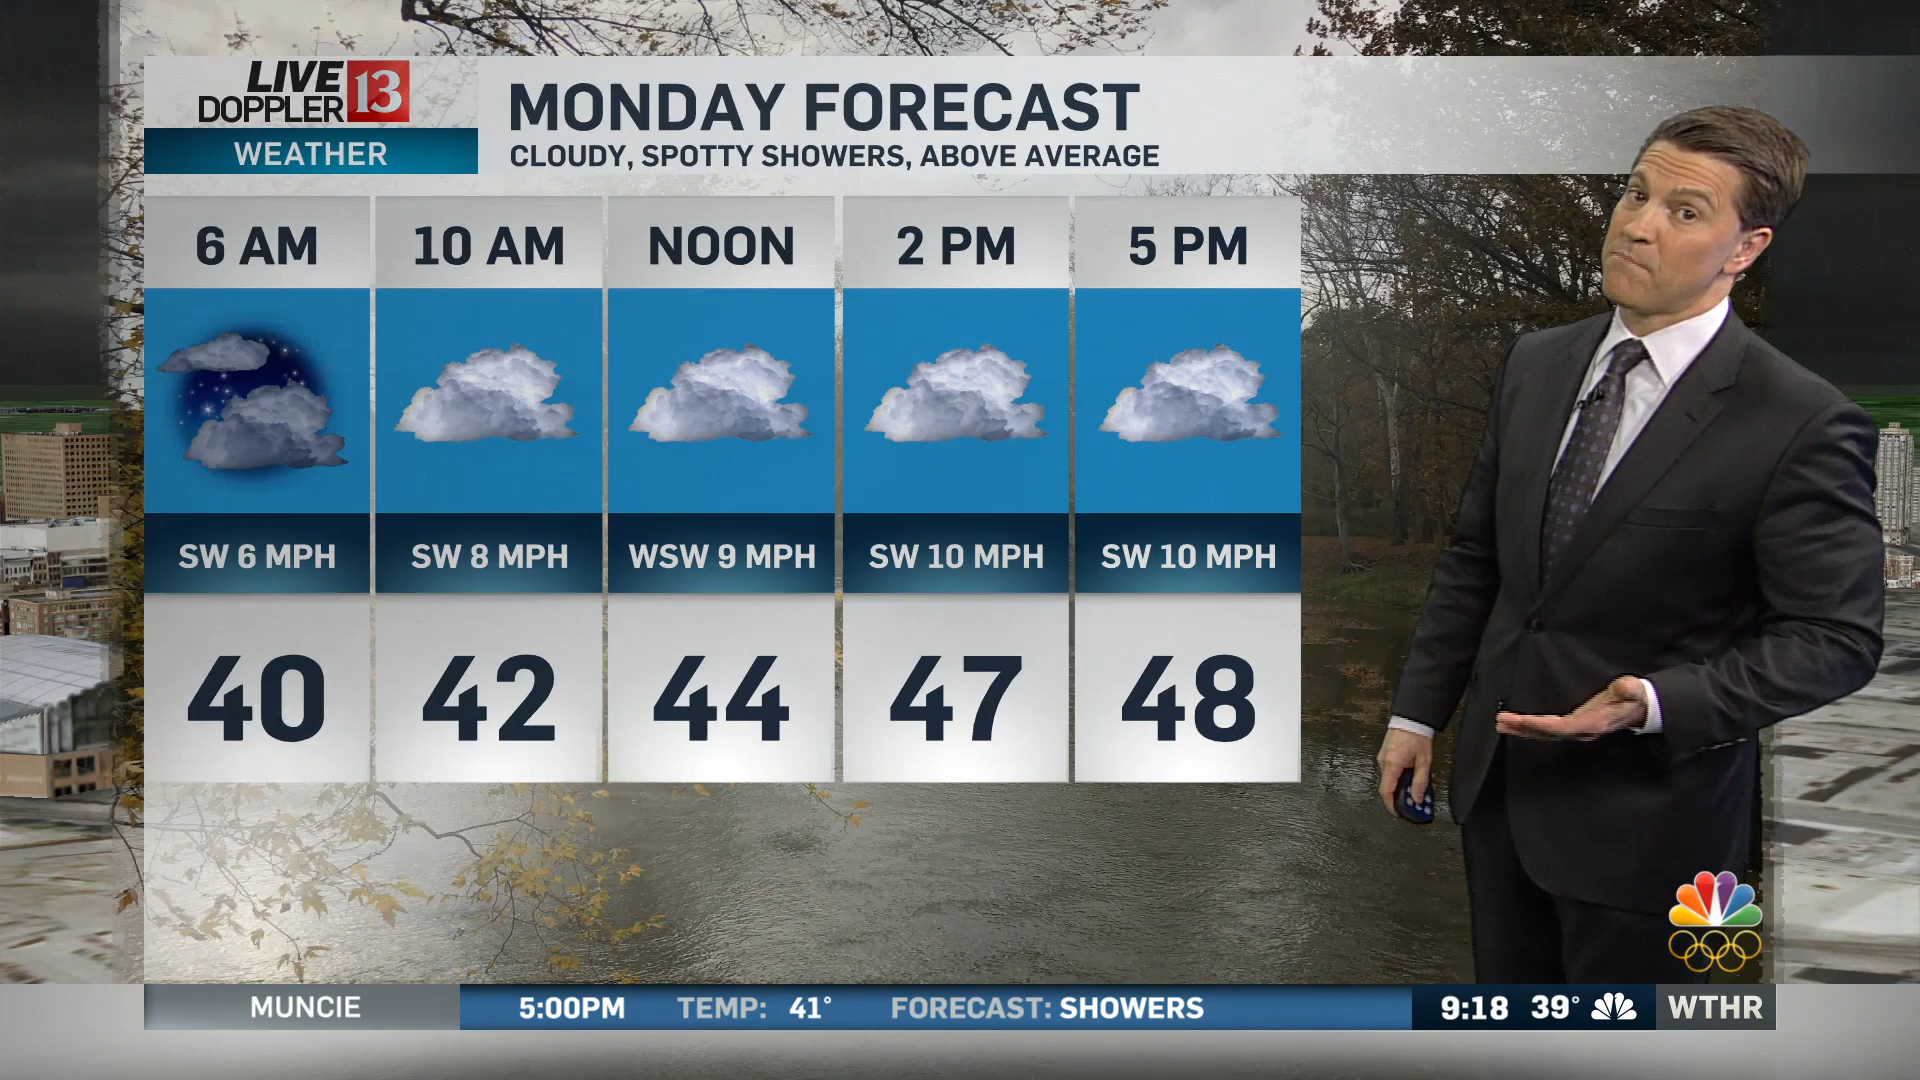 LIVE
DOPPLER 13
WEATHER
MONDAY FORECAST
CLOUDY, SPOTTY SHOWERS, ABOVE AVERAGE
6 AM 10 AM NOON 2 PM 5 PM
SW 6 MPH SW 8 MPH WSW 9 MPH SW 10 MPH SW 10 MPH
40 42 44 47 48
MUNCIE 5:00PM TEMP: 41° FORECAST: SHOWERS 9:18 39° WTHR